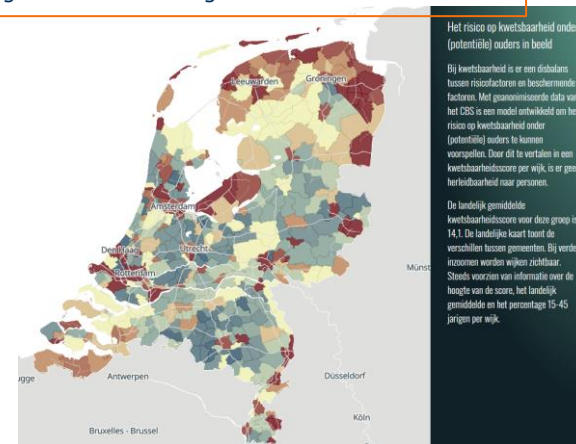 Leeuwarden
Groningen
Amsterdam
Den Haag
Utrecht
Rotterdam
Münst
Antwerpen
Düsseldorf
Köln
Bruxelles - Brussel
Het risico op kwetsbaarheid onder
(potentiële) ouders in beeld
Bij kwetsbaarheid is er een disbalans
tussen risicofactoren en beschermende
factoren. Met geanonimiseerde data van
het CBS is een model ontwikkeld om het
risico op kwetsbaarheid onder
(potentiële) ouders te kunnen
voorspellen. Door dit te vertalen in een
kwetsbaarheidsscore per wijk, is er geen
herleidbaarheid naar personen.
De landelijk gemiddelde
kwetsbaarheidsscore voor deze groep is
14,1. De landelijke kaart toont de
verschillen tussen gemeenten. Bij verder
inzoomen worden wijken zichtbaar.
Steeds voorzien van informatie over de
hoogte van de score, het landelijk
gemiddelde en het percentage 15-45
jarigen per wijk.